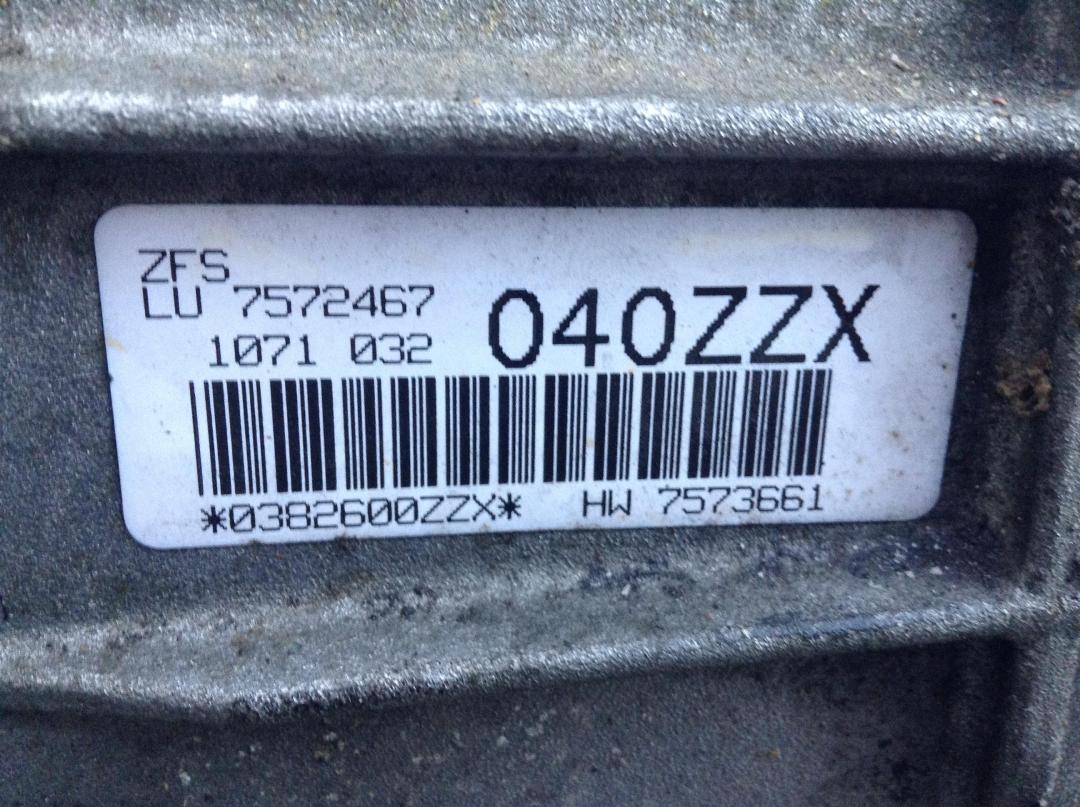 ZFS
LU 7572467
1071 032
040ZZX
*0382600ZZX* HW 7573661